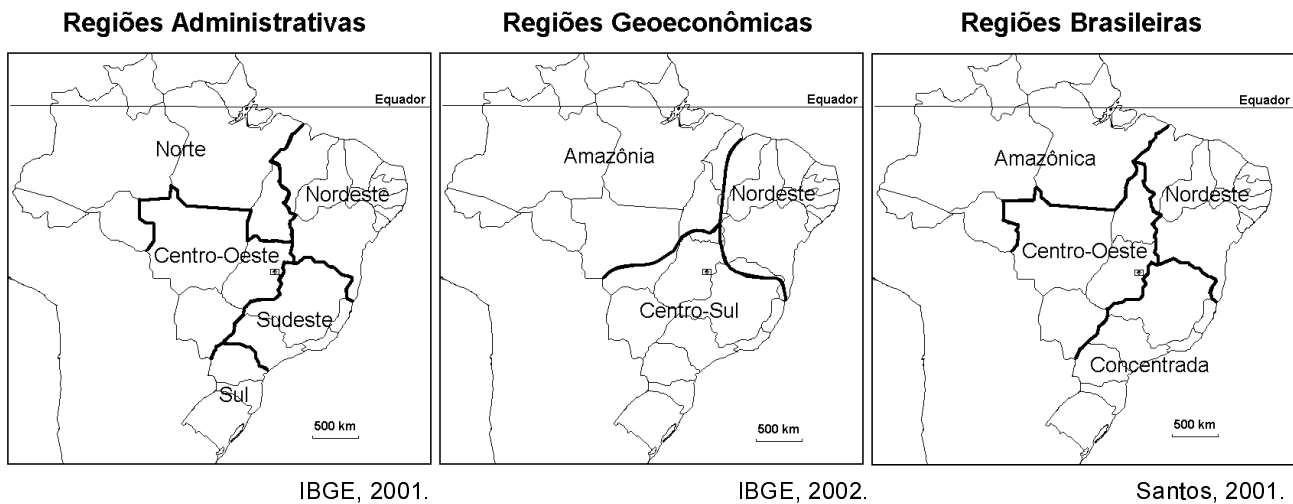 Regiões Administrativas
Equador
Norte
Nordeste
Centro-Oeste
Sudeste
Sul
500 km
IBGE, 2001.
Regiões Geoeconômicas
Equador
Amazônia
Nordeste
Centro-Sul
500 km
IBGE, 2002.
Regiões Brasileiras
Equador
Amazônica
Nordeste
Centro-Oeste
Concentrada
500 km
Santos, 2001.